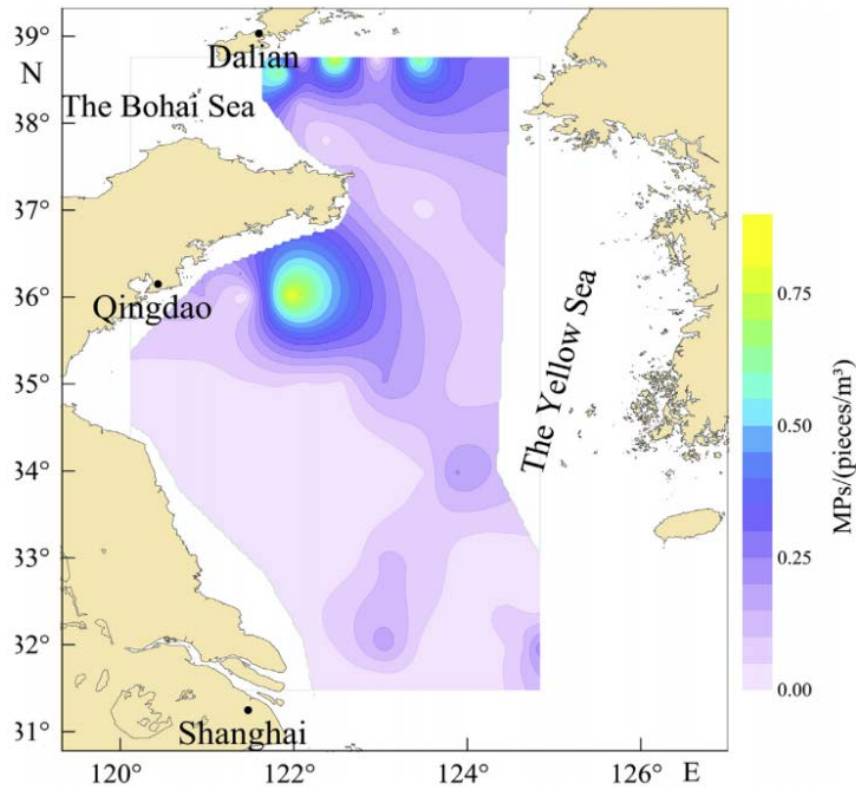 39°
N
Dalian
The Bohai Sea
38°
37°
36°
Qingdao
35°
34°
33°
32°
31°
Shanghai
The Yellow Sea
120°
122°
124°
126°
E
0.75
0.50
0.25
0.00
MPs/(pieces/m³)